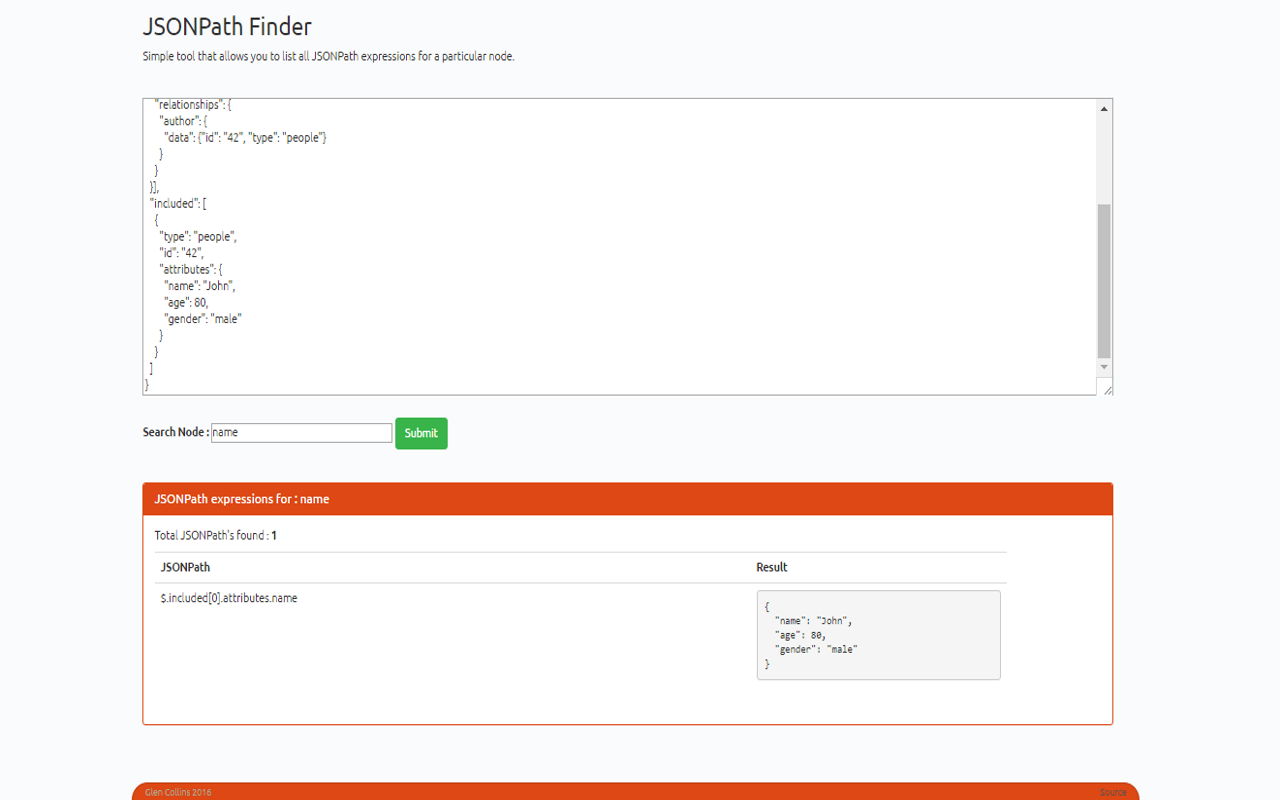 JSONPath Finder
Simple tool that allows you to list all JSONPath expressions for a particular node.
"relationships": {
"author": {
"data": {"id": "42", "type": "people"}
}
}
}],
"included": [
{
"type": "people",
"id": "42",
"attributes": {
"name": "John",
"age": 80,
"gender": "male"
}
}
]
}
Search Node : name Submit
JSONPath expressions for : name
Total JSONPath's found : 1
JSONPath Result
$.included[0].attributes.name
{
"name": "John",
"age": 80,
"gender": "male"
}
Glen Collins 2016 Source